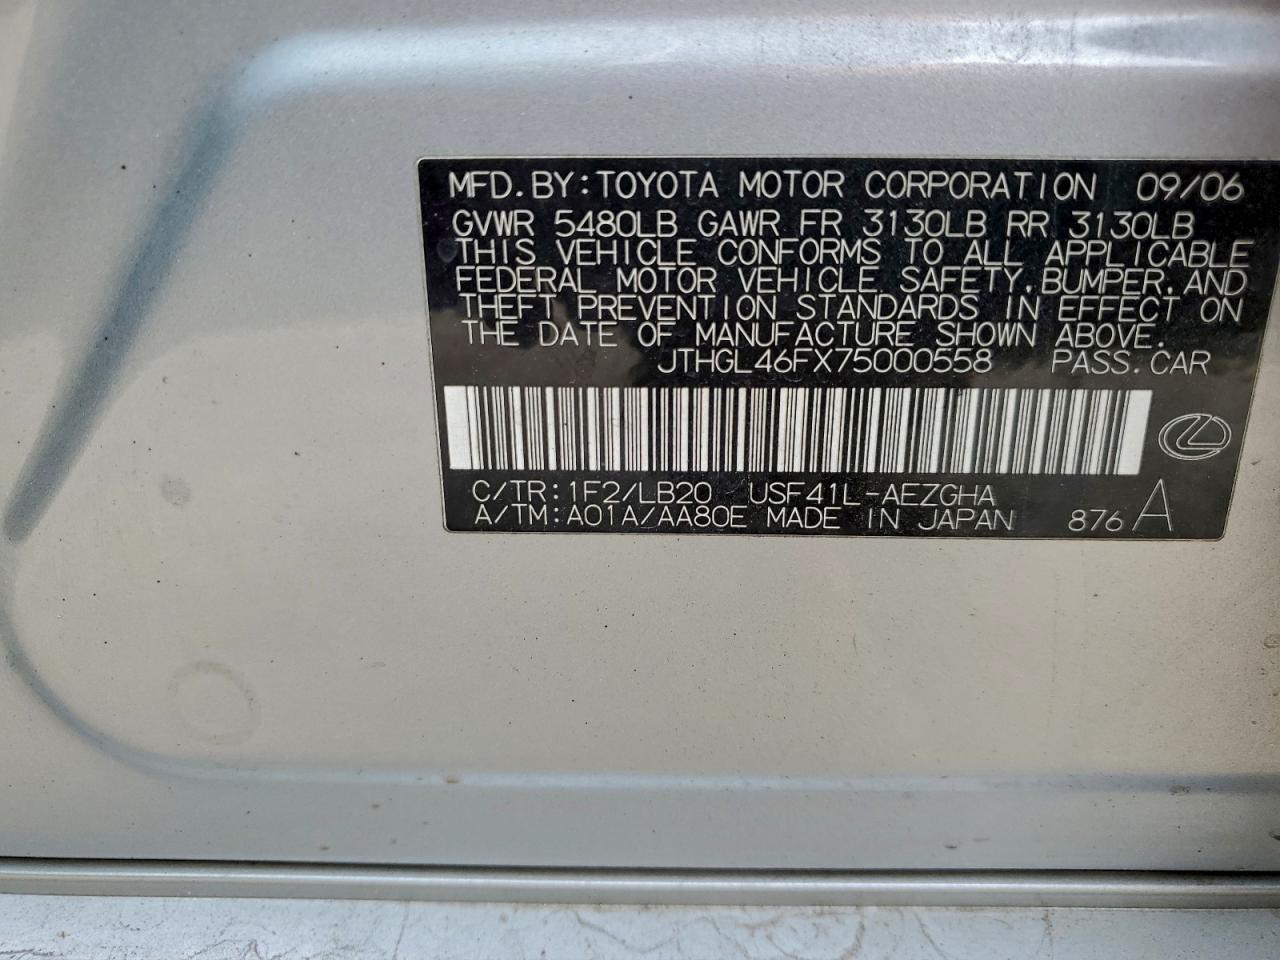 MFD.BY:TOYOTA MOTOR CORPORATION 09/06
GVWR 5480LB GAWR FR 3130LB RR 3130LB
THIS VEHICLE CONFORMS TO ALL APPLICABLE
FEDERAL MOTOR VEHICLE SAFETY,BUMPER,AND
THEFT PREVENTION STANDARDS IN EFFECT ON
THE DATE OF MANUFACTURE SHOWN ABOVE.
JTHGL46FX75000558 PASS.CAR
C/TR:1F2/LB20 USF41L-AEZGHA
A/TM:A01A/AA80E MADE IN JAPAN 876 A